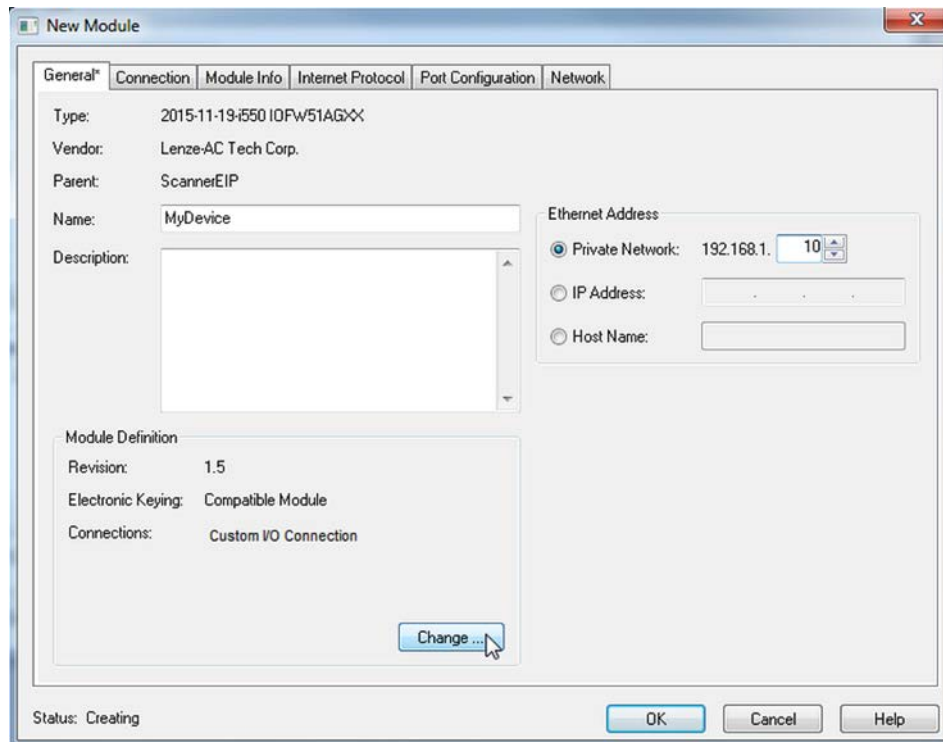 New Module
General* Connection Module Info Internet Protocol Port Configuration Network
Type: 2015-11-19-i550 IOFW51AGXX
Vendor: Lenze-AC Tech Corp.
Parent: ScannerEIP
Name: MyDevice
Description:
Ethernet Address
Private Network: 192.168.1. 10
IP Address: . . .
Host Name:
Module Definition
Revision: 1.5
Electronic Keying: Compatible Module
Connections: Custom I/O Connection
Change ...
Status: Creating
OK Cancel Help